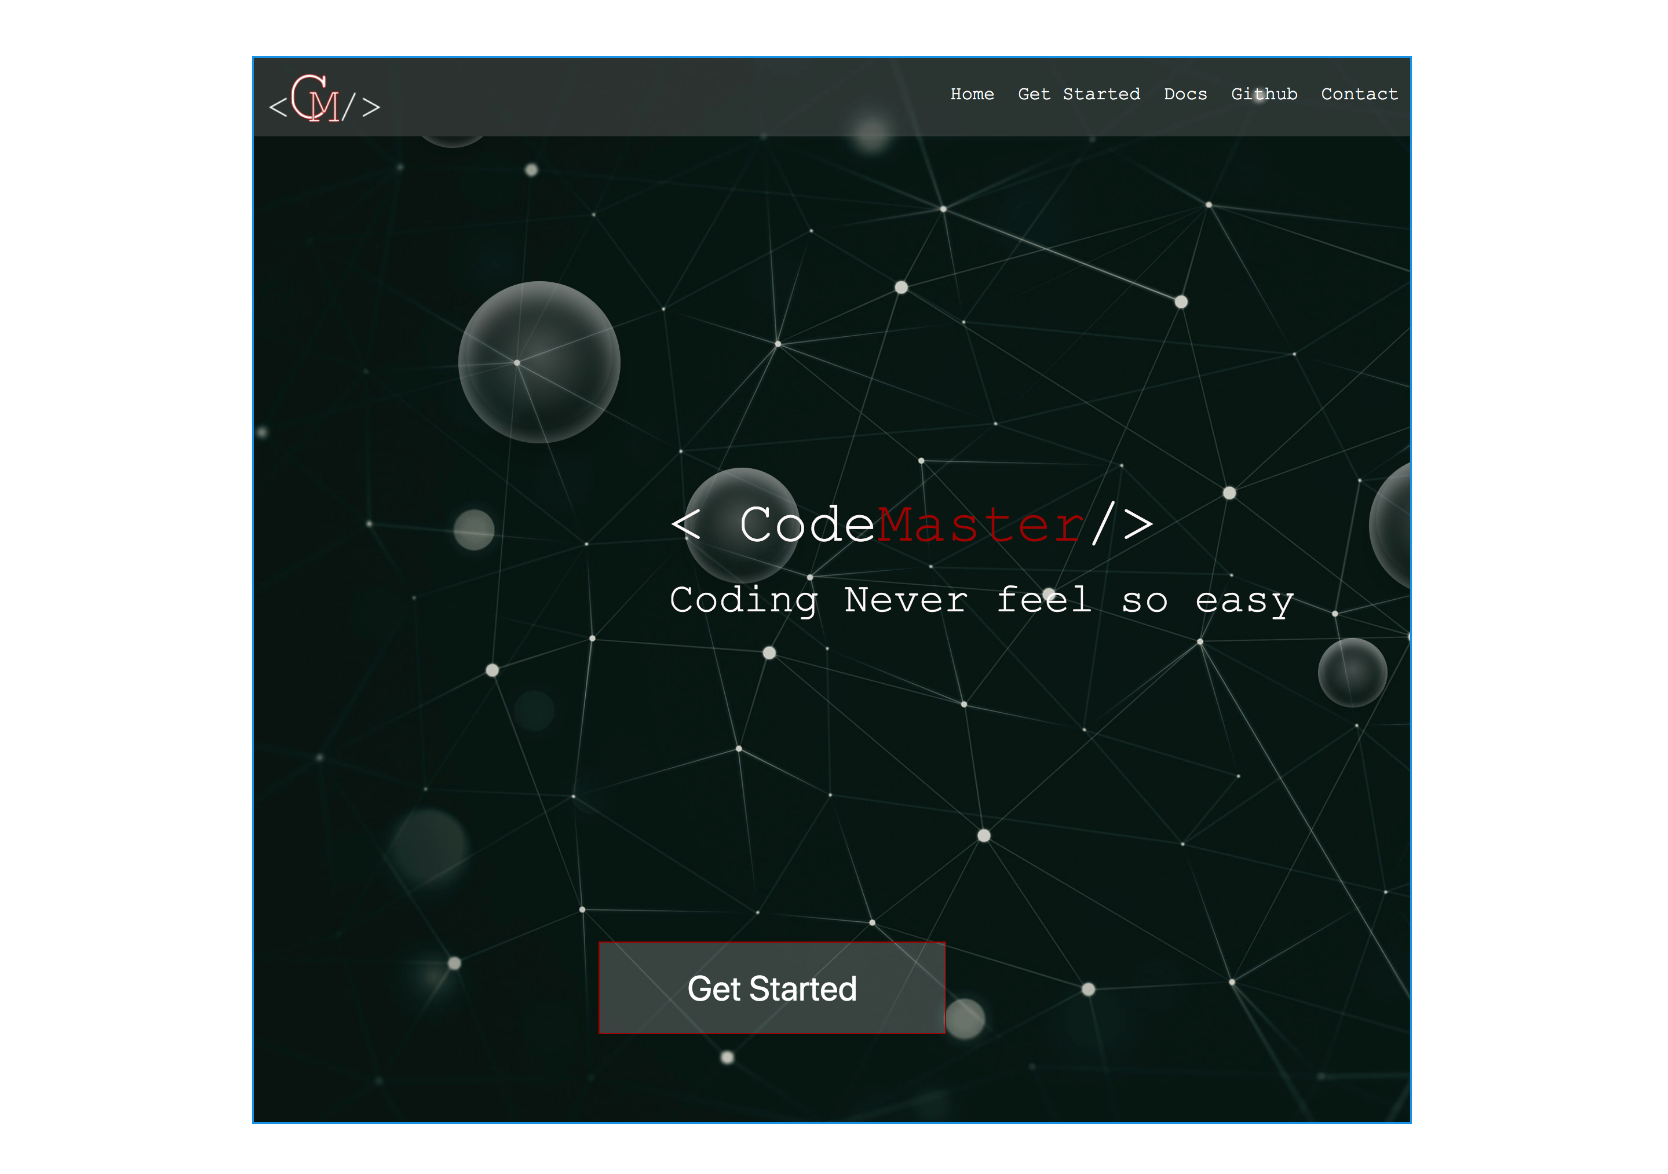 <CM/>
Home Get Started Docs Github Contact
< CodeMaster/>
Coding Never feel so easy
Get Started